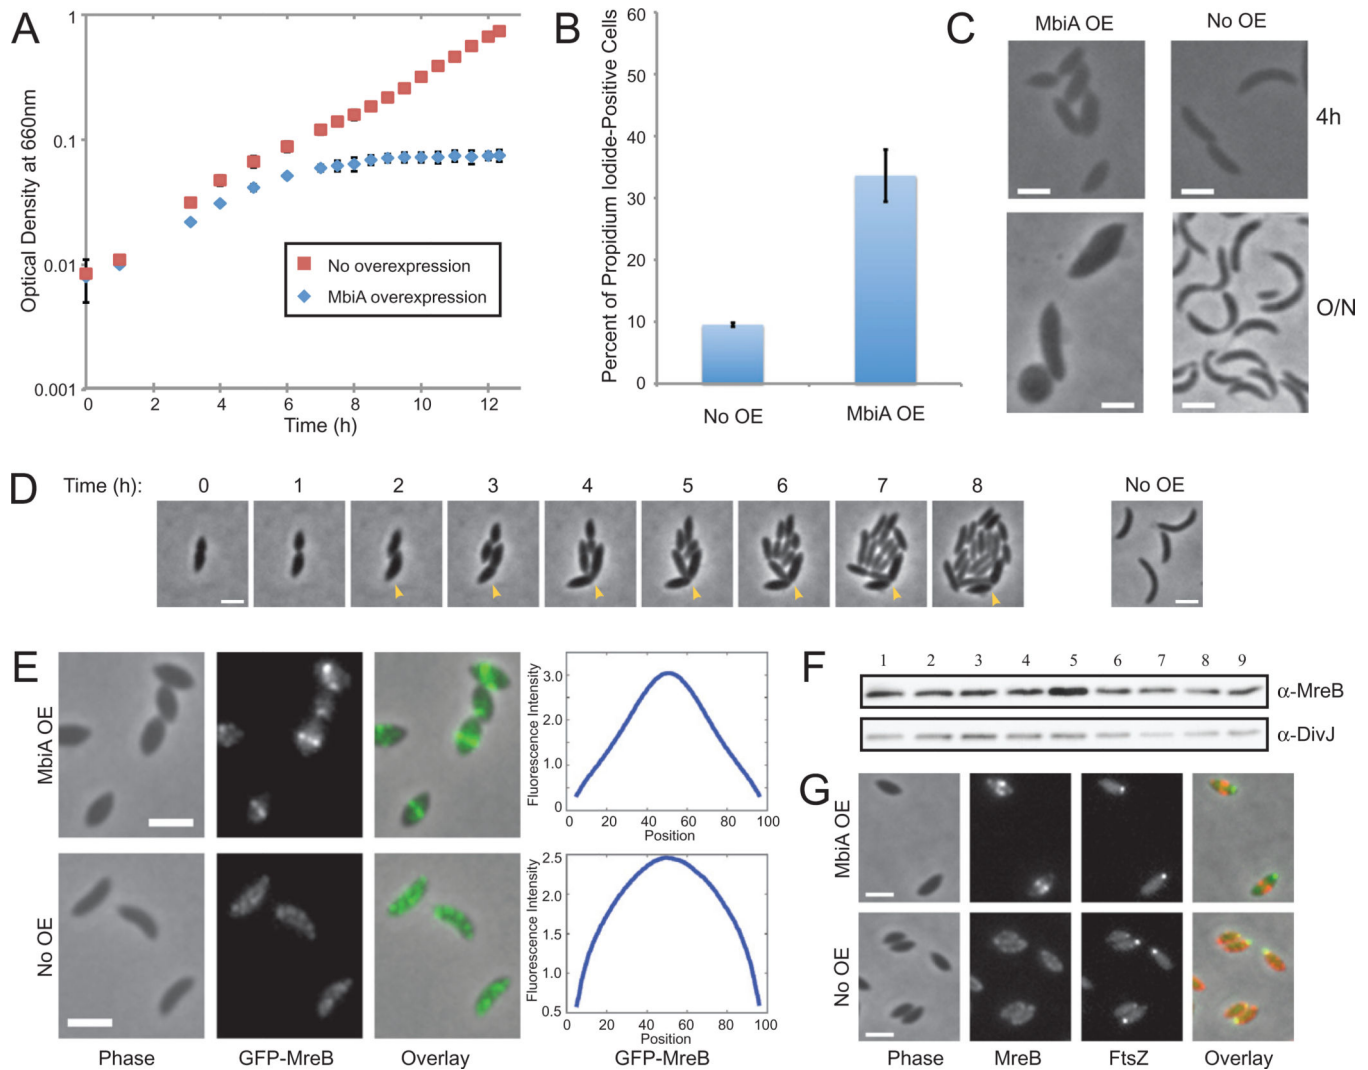 A
Optical Density at 660nm
1
0.1
0.01
0.001
0 2 4 6 8 10 12
Time (h)
No overexpression
MbiA overexpression
B
Percent of Propidium Iodide-Positive Cells
60
50
40
30
20
10
0
No OE MbiA OE
C
MbiA OE No OE
4h
O/N
D
Time (h): 0 1 2 3 4 5 6 7 8
No OE
E
MbiA OE
No OE
Phase GFP-MreB Overlay
Fluorescence Intensity
3.0
2.0
1.0
0.0
0 20 40 60 80 100
Position
Fluorescence Intensity
2.5
2.0
1.5
1.0
0.5
0 20 40 60 80 100
Position
GFP-MreB
F
1 2 3 4 5 6 7 8 9
α-MreB
α-DivJ
G
MbiA OE
No OE
Phase MreB FtsZ Overlay